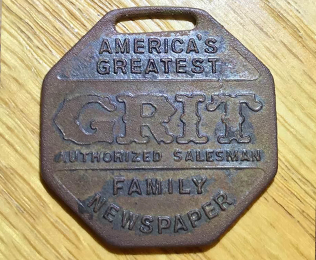 AMERICA'S
GREATEST
GRIT
AUTHORIZED SALESMAN
FAMILY
NEWSPAPER